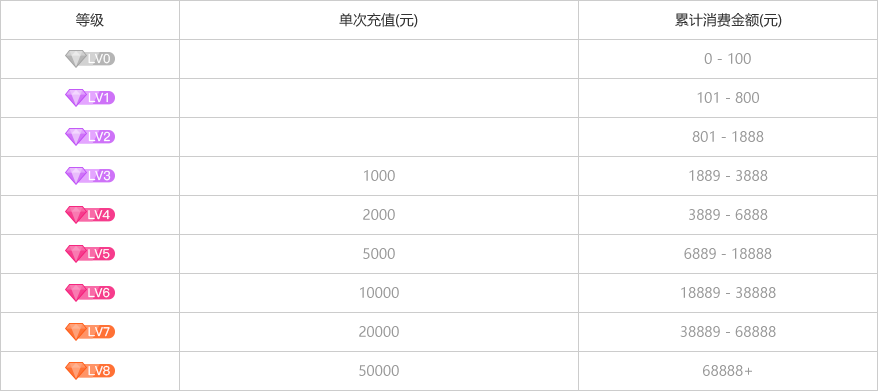 等级 单次充值(元) 累计消费金额(元)
LV0 0 - 100
LV1 101 - 800
LV2 801 - 1888
LV3 1000 1889 - 3888
LV4 2000 3889 - 6888
LV5 5000 6889 - 18888
LV6 10000 18889 - 38888
LV7 20000 38889 - 68888
LV8 50000 68888+